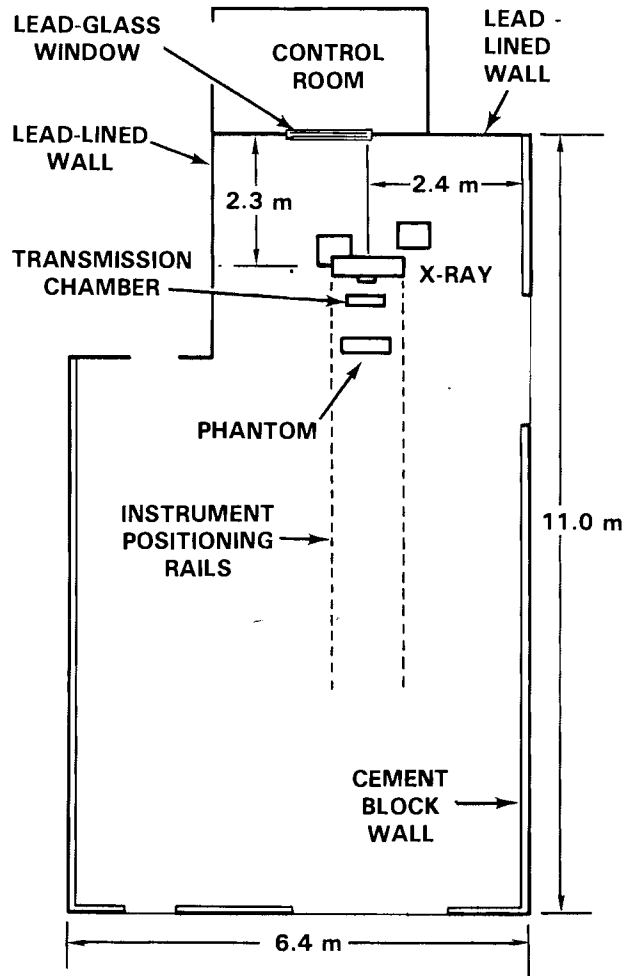 LEAD-GLASS
WINDOW
CONTROL
ROOM
LEAD -
LINED
WALL
LEAD-LINED
WALL
2.3 m
2.4 m
TRANSMISSION
CHAMBER
X-RAY
PHANTOM
INSTRUMENT
POSITIONING
RAILS
11.0 m
CEMENT
BLOCK
WALL
6.4 m